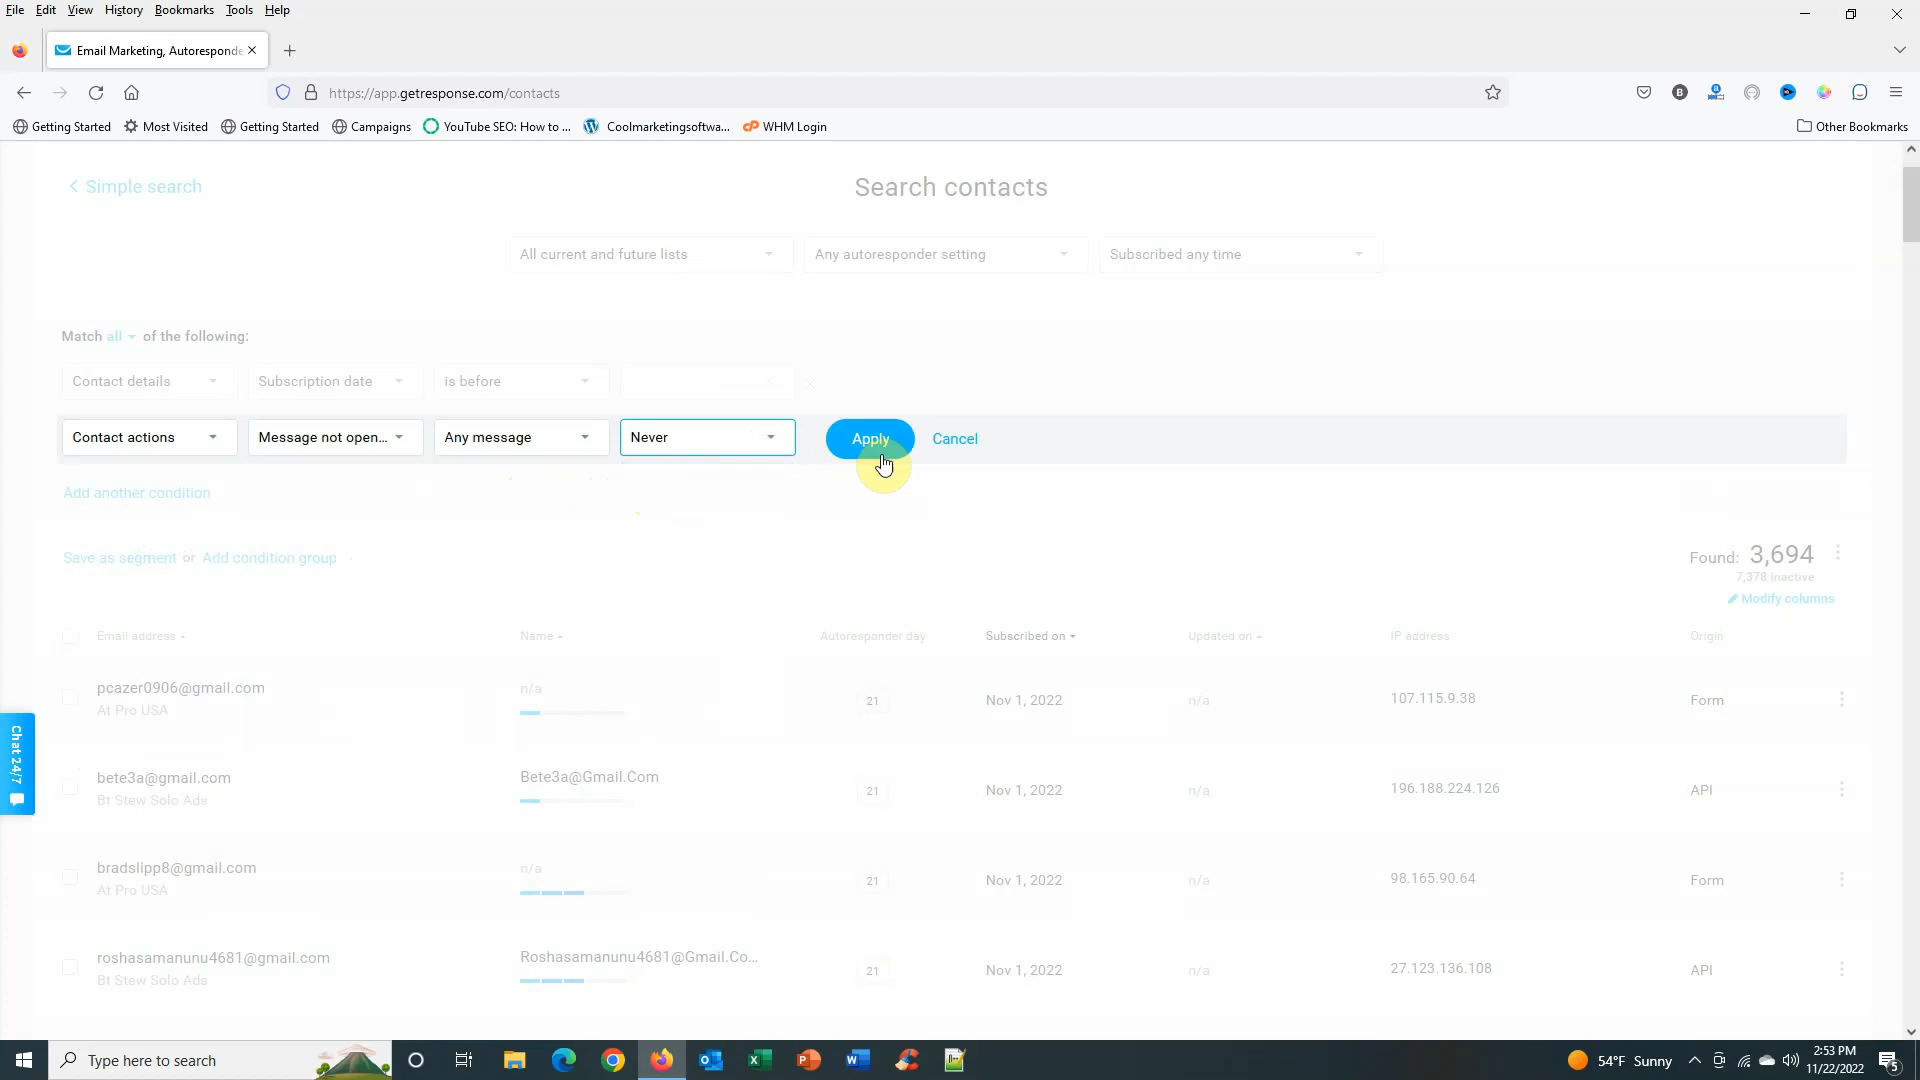 File Edit View History Bookmarks Tools Help
Email Marketing, Autoresponde
https://app.getresponse.com/contacts
Getting Started Most Visited Getting Started Campaigns YouTube SEO: How to ... Coolmarketingsoftwa... WHM Login Other Bookmarks
Simple search
Search contacts
All current and future lists Any autoresponder setting Subscribed any time
Match all of the following:
Contact details Subscription date is before
Contact actions Message not open... Any message Never Apply Cancel
Add another condition
Save as segment or Add condition group
Found: 3,694
7,378 inactive
Modify columns
Email address Name Autoresponder day Subscribed on Updated on IP address Origin
pcazer0906@gmail.com n/a 21 Nov 1, 2022 n/a 107.115.9.38 Form
At Pro USA
bete3a@gmail.com Bete3a@Gmail.Com 21 Nov 1, 2022 n/a 196.188.224.126 API
Bt Stew Solo Ads
bradslipp8@gmail.com n/a 21 Nov 1, 2022 n/a 98.165.90.64 Form
At Pro USA
roshasamanunu4681@gmail.com Roshasamanunu4681@Gmail.Co... 21 Nov 1, 2022 n/a 27.123.136.108 API
Bt Stew Solo Ads
Chat 24/7
Type here to search
54°F Sunny
2:53 PM
11/22/2022
5